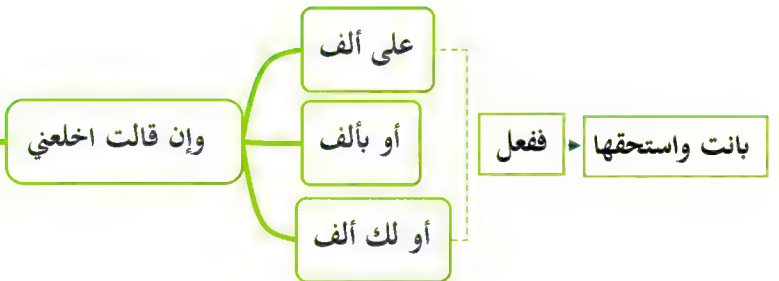 وإن قالت اخلعني
على ألف
أو بألف
أو لك ألف
ففعل
بانت واستحقها